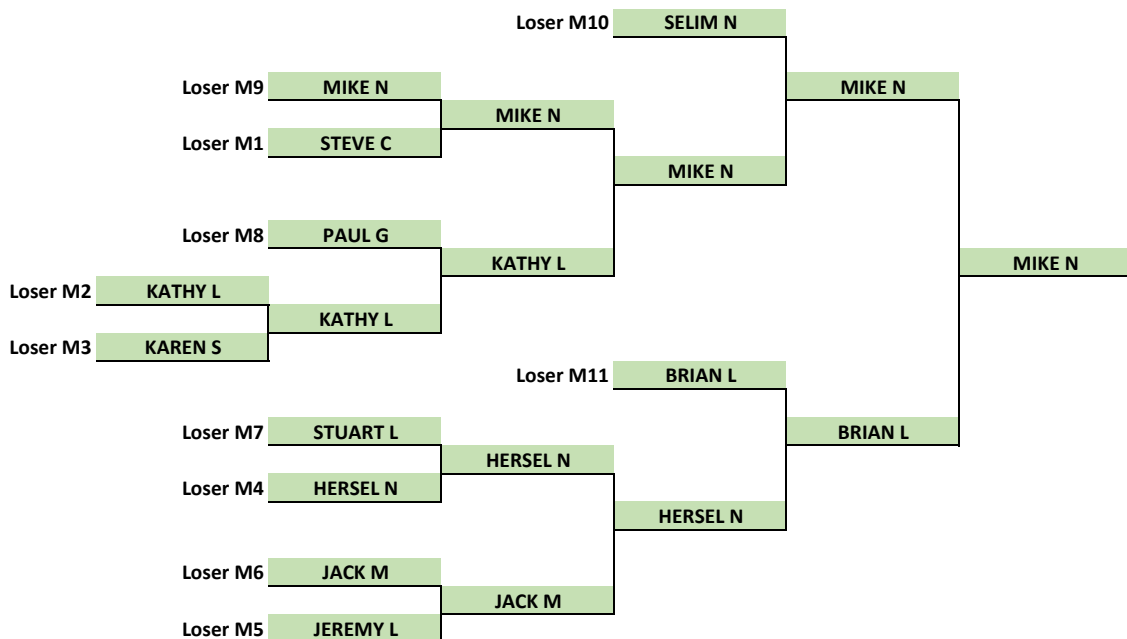 Loser M10 SELIM N
Loser M9 MIKE N MIKE N
MIKE N
Loser M1 STEVE C
MIKE N
Loser M8 PAUL G
KATHY L MIKE N
Loser M2 KATHY L
KATHY L
Loser M3 KAREN S
Loser M11 BRIAN L
Loser M7 STUART L BRIAN L
HERSEL N
Loser M4 HERSEL N
HERSEL N
Loser M6 JACK M
JACK M
Loser M5 JEREMY L